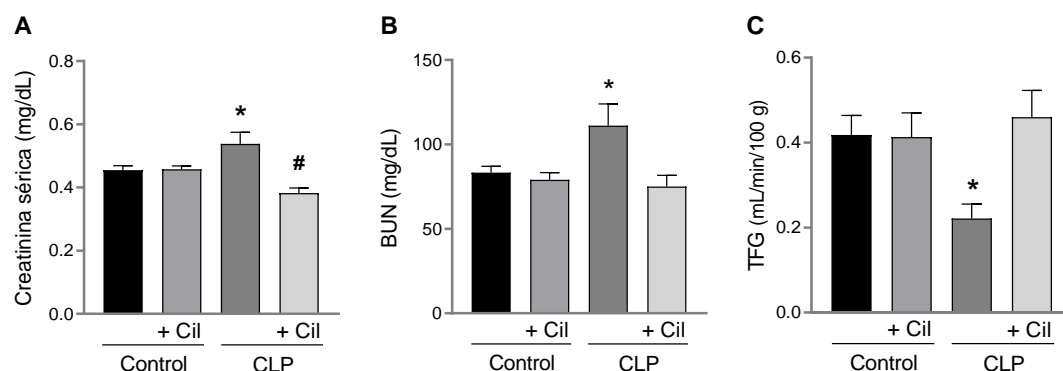 A
Creatinina sérica (mg/dL)
0.8
0.6
0.4
0.2
0.0
*
#
+ Cil
+ Cil
Control
CLP
B
BUN (mg/dL)
150
100
50
0
*
+ Cil
+ Cil
Control
CLP
C
TFG (mL/min/100 g)
0.6
0.4
0.2
0.0
*
+ Cil
+ Cil
Control
CLP